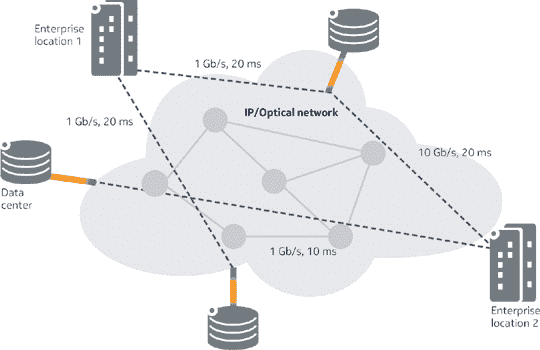 Enterprise
location 1
1 Gb/s, 20 ms
IP/Optical network
1 Gb/s, 20 ms
10 Gb/s, 20 ms
Data
center
1 Gb/s, 10 ms
Enterprise
location 2